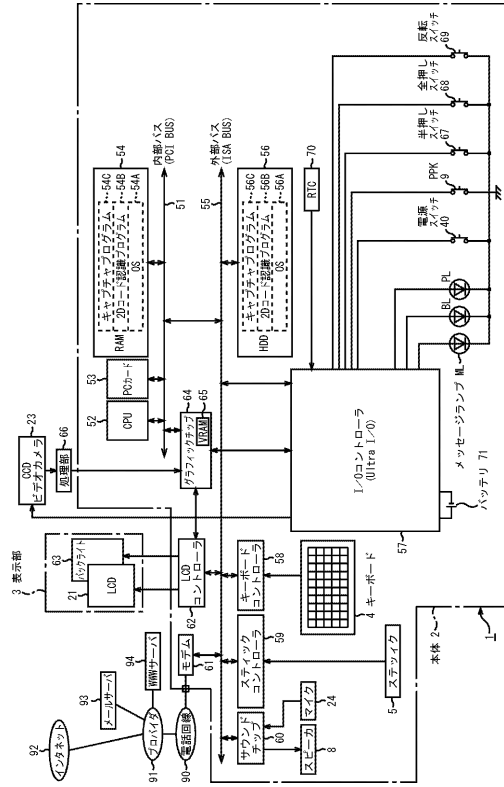 92
インタネット
93
メールサーバ
94
WWWサーバ
91
プロバイダ
90
電話回線
モデム
61
3 表示部
63
バックライト
21
LCD
62
LCD
コントローラ
CCD
ビデオカメラ
23
処理部
66
52
CPU
53
PCカード
RAM
54
キャプチャプログラム
54C
2Dコード認識プログラム
54B
OS
54A
64
グラフィックチップ
VRAM
65
内部バス
(PCI BUS)
51
外部バス
(ISA BUS)
55
HDD
56
キャプチャプログラム
56C
2Dコード認識プログラム
56B
OS
56A
RTC
70
サウンド
チップ
60
スピーカ
8
マイク
24
スティック
コントローラ
59
ステッィク
5
キーボード
コントローラ
58
4 キーボード
I/Oコントローラ
(Ultra I/O)
57
バッテリ 71
メッセージランプ ML
BL
PL
電源
スイッチ
40
PPK
9
半押し
スイッチ
67
全押し
スイッチ
68
反転
スイッチ
69
本体 2
1